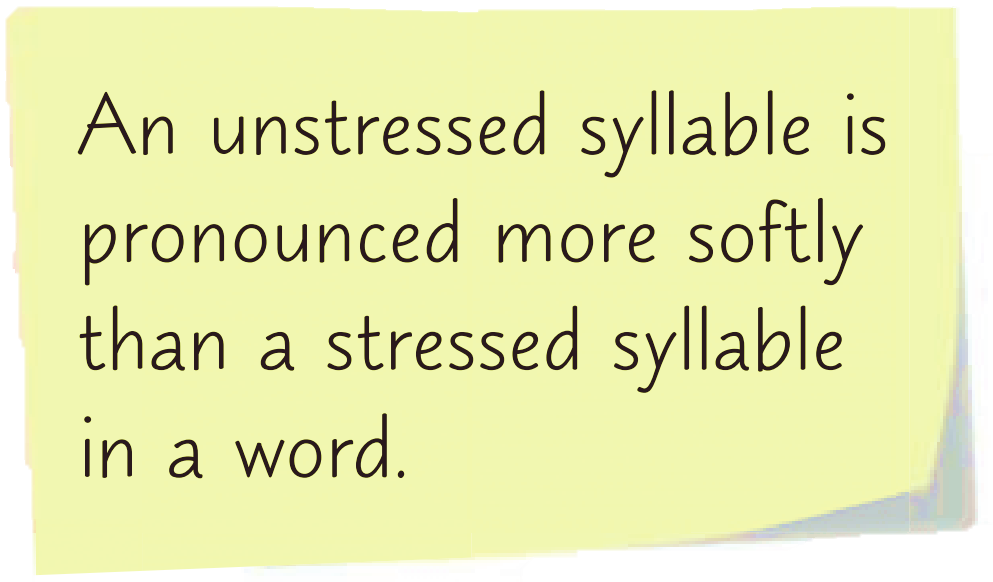 An unstressed syllable is
pronounced more softly
than a stressed syllable
in a word.